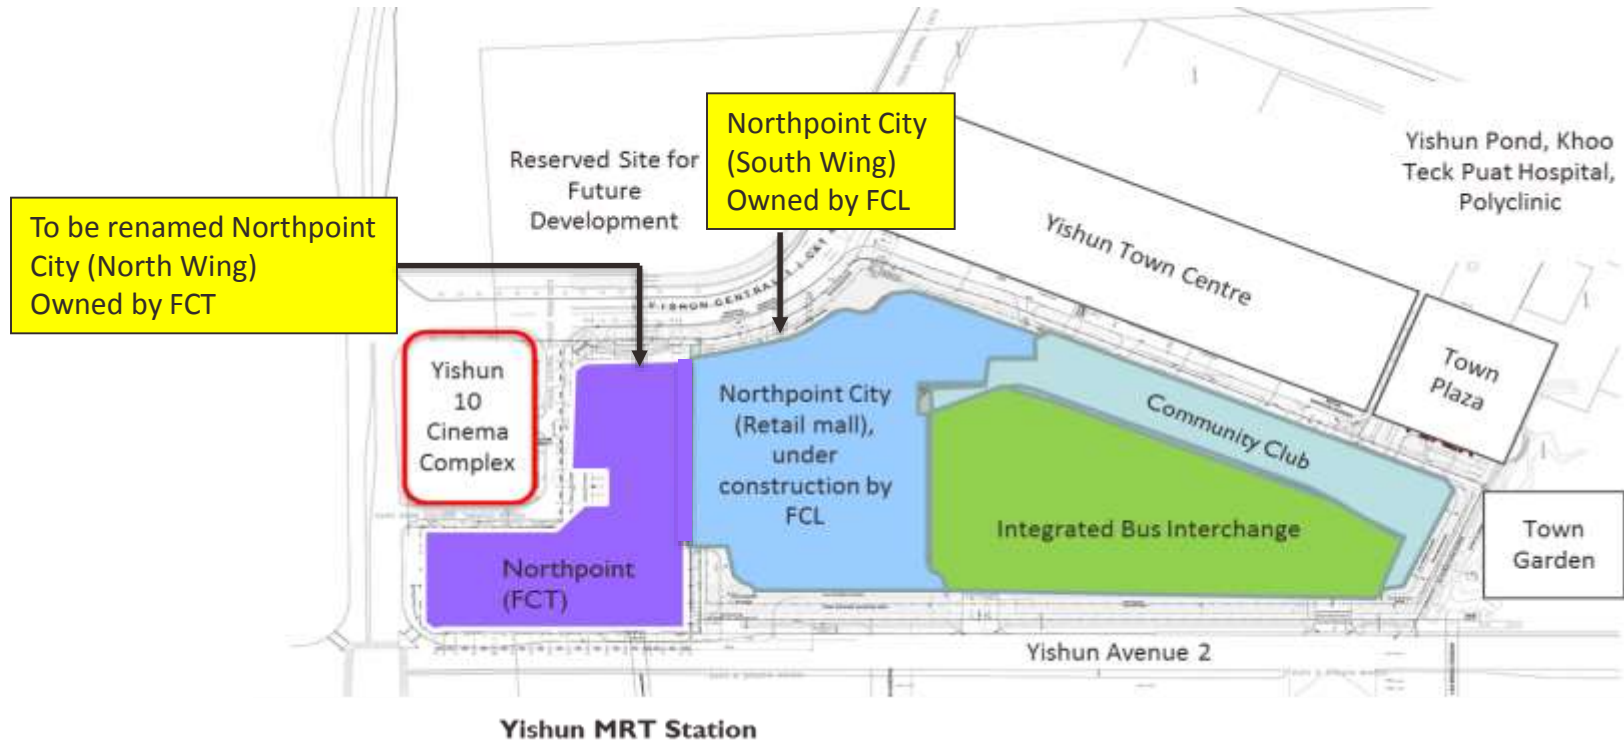 Reserved Site for
Future
Development
Northpoint City
(South Wing)
Owned by FCL
Yishun Pond, Khoo
Teck Puat Hospital,
Polyclinic
To be renamed Northpoint
City (North Wing)
Owned by FCT
Yishun Town Centre
YISHUN CENTRAL 1
Yishun
10
Cinema
Complex
Town
Plaza
Northpoint City
(Retail mall),
under
construction by
FCL
Community Club
Integrated Bus Interchange
Town
Garden
Northpoint
(FCT)
Yishun Avenue 2
Yishun MRT Station